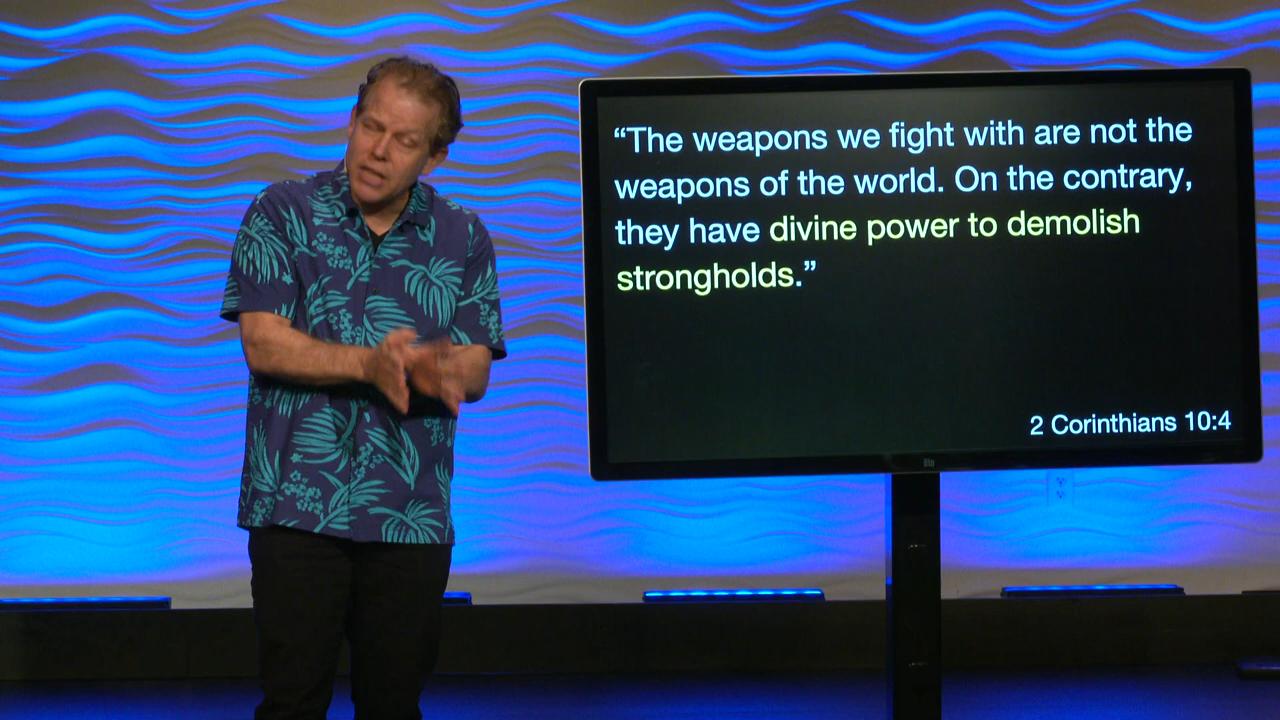 “The weapons we fight with are not the
weapons of the world. On the contrary,
they have divine power to demolish
strongholds.”
2 Corinthians 10:4
elo